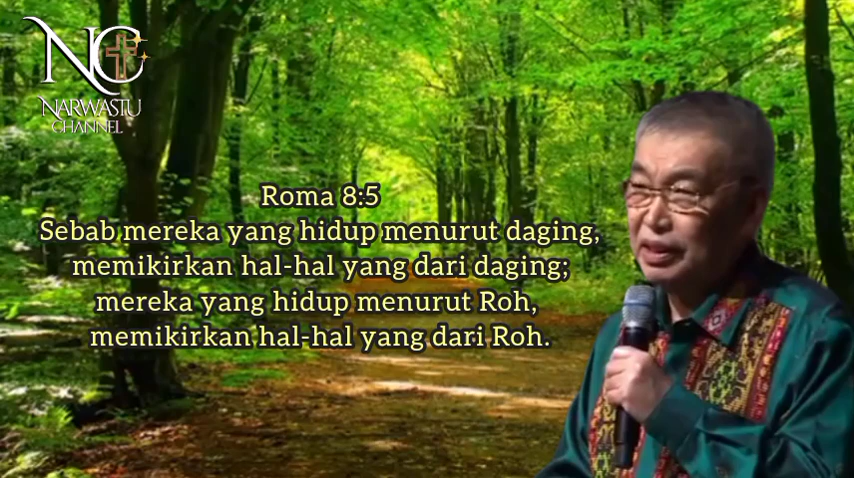 NC
NARWASTU
CHANNEL
Roma 8:5
Sebab mereka yang hidup menurut daging,
memikirkan hal-hal yang dari daging;
mereka yang hidup menurut Roh,
memikirkan hal-hal yang dari Roh.